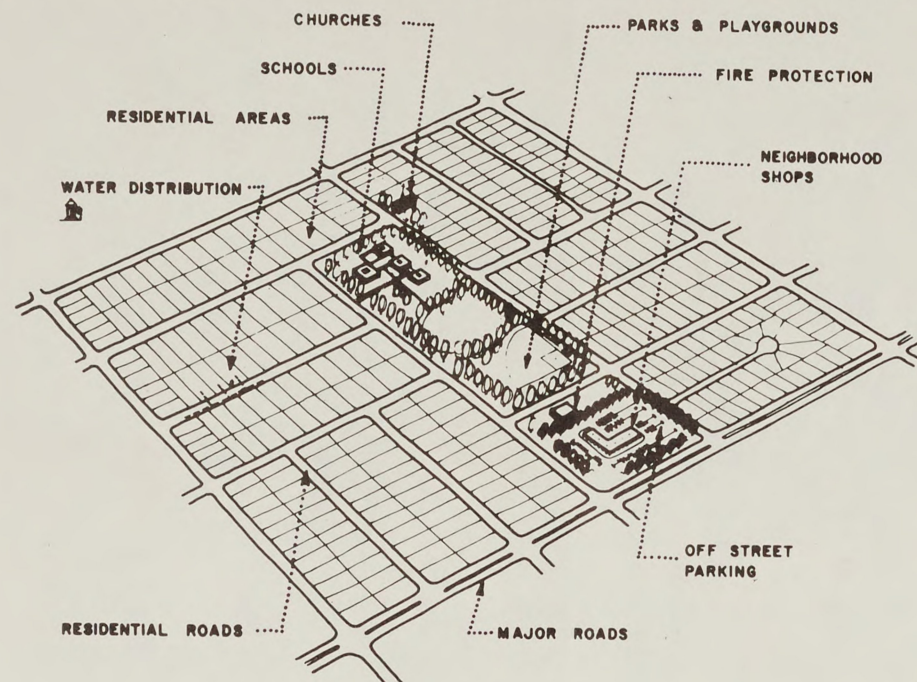 CHURCHES
PARKS & PLAYGROUNDS
SCHOOLS
FIRE PROTECTION
RESIDENTIAL AREAS
NEIGHBORHOOD
SHOPS
WATER DISTRIBUTION
OFF STREET
PARKING
RESIDENTIAL ROADS
MAJOR ROADS